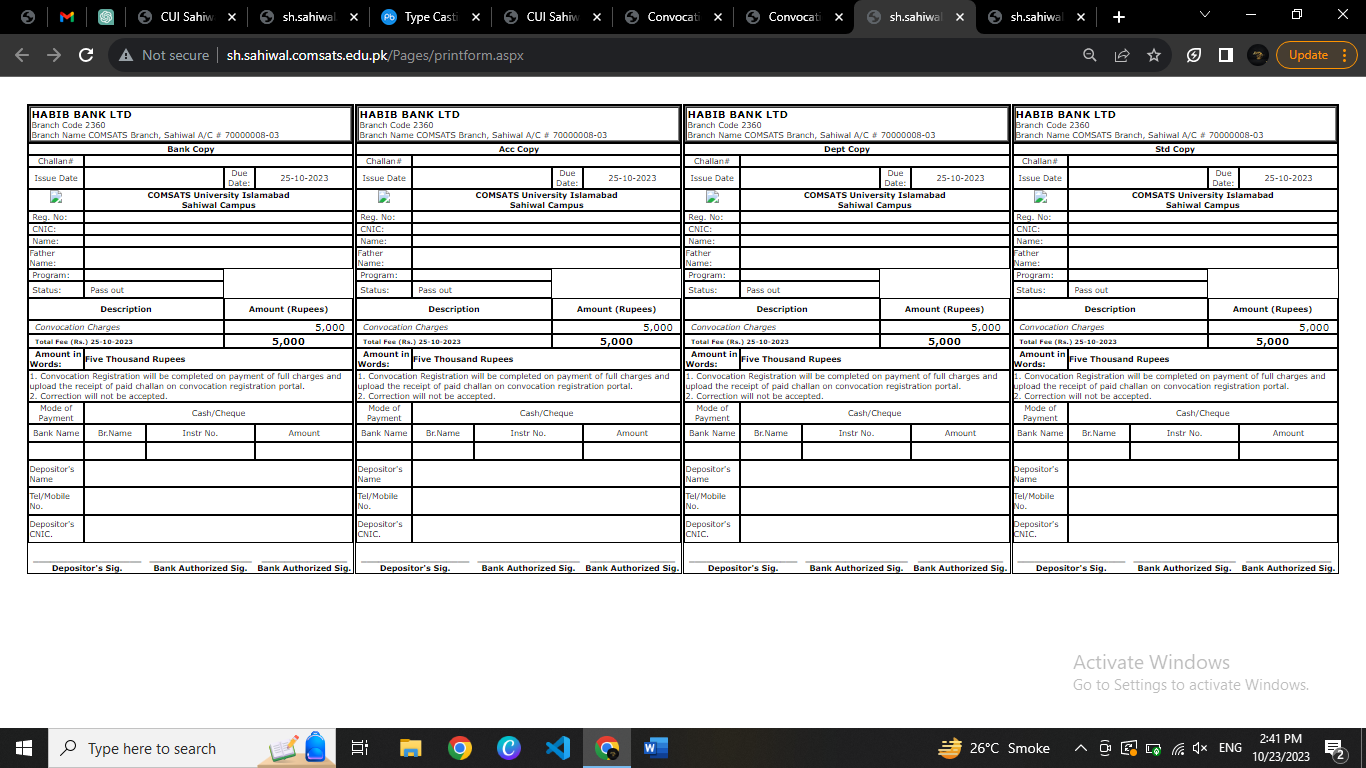 CUI Sahiw
sh.sahiwal
Type Casti
CUI Sahiw
Convocati
Convocati
sh.sahiwal
sh.sahiwal
Not secure
sh.sahiwal.comsats.edu.pk/Pages/printform.aspx
Update
HABIB BANK LTD
Branch Code 2360
Branch Name COMSATS Branch, Sahiwal A/C # 70000008-03
Bank Copy
Challan#
Issue Date Due Date: 25-10-2023
COMSATS University Islamabad
Sahiwal Campus
Reg. No:
CNIC:
Name:
Father
Name:
Program:
Status: Pass out
Description Amount (Rupees)
Convocation Charges 5,000
Total Fee (Rs.) 25-10-2023 5,000
Amount in Words: Five Thousand Rupees
1. Convocation Registration will be completed on payment of full charges and
upload the receipt of paid challan on convocation registration portal.
2. Correction will not be accepted.
Mode of Payment Cash/Cheque
Bank Name Br.Name Instr No. Amount
Depositor's
Name
Tel/Mobile
No.
Depositor's
CNIC.
Depositor's Sig. Bank Authorized Sig. Bank Authorized Sig.
HABIB BANK LTD
Branch Code 2360
Branch Name COMSATS Branch, Sahiwal A/C # 70000008-03
Acc Copy
Challan#
Issue Date Due Date: 25-10-2023
COMSATS University Islamabad
Sahiwal Campus
Reg. No:
CNIC:
Name:
Father
Name:
Program:
Status: Pass out
Description Amount (Rupees)
Convocation Charges 5,000
Total Fee (Rs.) 25-10-2023 5,000
Amount in Words: Five Thousand Rupees
1. Convocation Registration will be completed on payment of full charges and
upload the receipt of paid challan on convocation registration portal.
2. Correction will not be accepted.
Mode of Payment Cash/Cheque
Bank Name Br.Name Instr No. Amount
Depositor's
Name
Tel/Mobile
No.
Depositor's
CNIC.
Depositor's Sig. Bank Authorized Sig. Bank Authorized Sig.
HABIB BANK LTD
Branch Code 2360
Branch Name COMSATS Branch, Sahiwal A/C # 70000008-03
Dept Copy
Challan#
Issue Date Due Date: 25-10-2023
COMSATS University Islamabad
Sahiwal Campus
Reg. No:
CNIC:
Name:
Father
Name:
Program:
Status: Pass out
Description Amount (Rupees)
Convocation Charges 5,000
Total Fee (Rs.) 25-10-2023 5,000
Amount in Words: Five Thousand Rupees
1. Convocation Registration will be completed on payment of full charges and
upload the receipt of paid challan on convocation registration portal.
2. Correction will not be accepted.
Mode of Payment Cash/Cheque
Bank Name Br.Name Instr No. Amount
Depositor's
Name
Tel/Mobile
No.
Depositor's
CNIC.
Depositor's Sig. Bank Authorized Sig. Bank Authorized Sig.
HABIB BANK LTD
Branch Code 2360
Branch Name COMSATS Branch, Sahiwal A/C # 70000008-03
Std Copy
Challan#
Issue Date Due Date: 25-10-2023
COMSATS University Islamabad
Sahiwal Campus
Reg. No:
CNIC:
Name:
Father
Name:
Program:
Status: Pass out
Description Amount (Rupees)
Convocation Charges 5,000
Total Fee (Rs.) 25-10-2023 5,000
Amount in Words: Five Thousand Rupees
1. Convocation Registration will be completed on payment of full charges and
upload the receipt of paid challan on convocation registration portal.
2. Correction will not be accepted.
Mode of Payment Cash/Cheque
Bank Name Br.Name Instr No. Amount
Depositor's
Name
Tel/Mobile
No.
Depositor's
CNIC.
Depositor's Sig. Bank Authorized Sig. Bank Authorized Sig.
Activate Windows
Go to Settings to activate Windows.
Type here to search
26°C Smoke
ENG
2:41 PM
10/23/2023
2